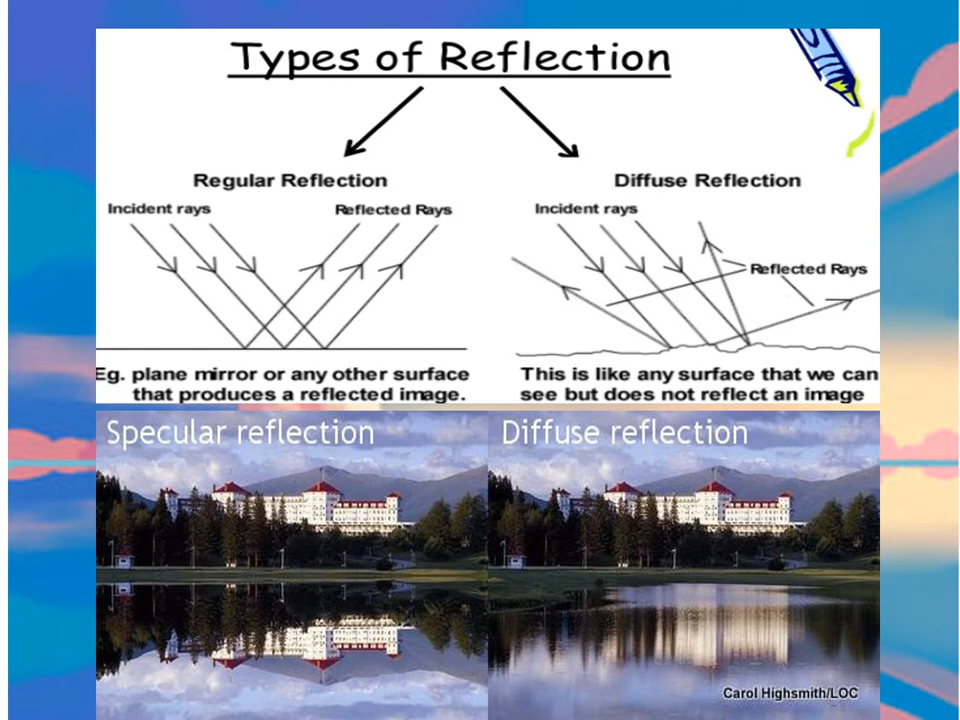 Types of Reflection
Regular Reflection
Incident rays
Reflected Rays
Eg. plane mirror or any other surface
that produces a reflected image.
Diffuse Reflection
Incident rays
Reflected Rays
This is like any surface that we can
see but does not reflect an image
Specular reflection
Diffuse reflection
Carol Highsmith/LOC